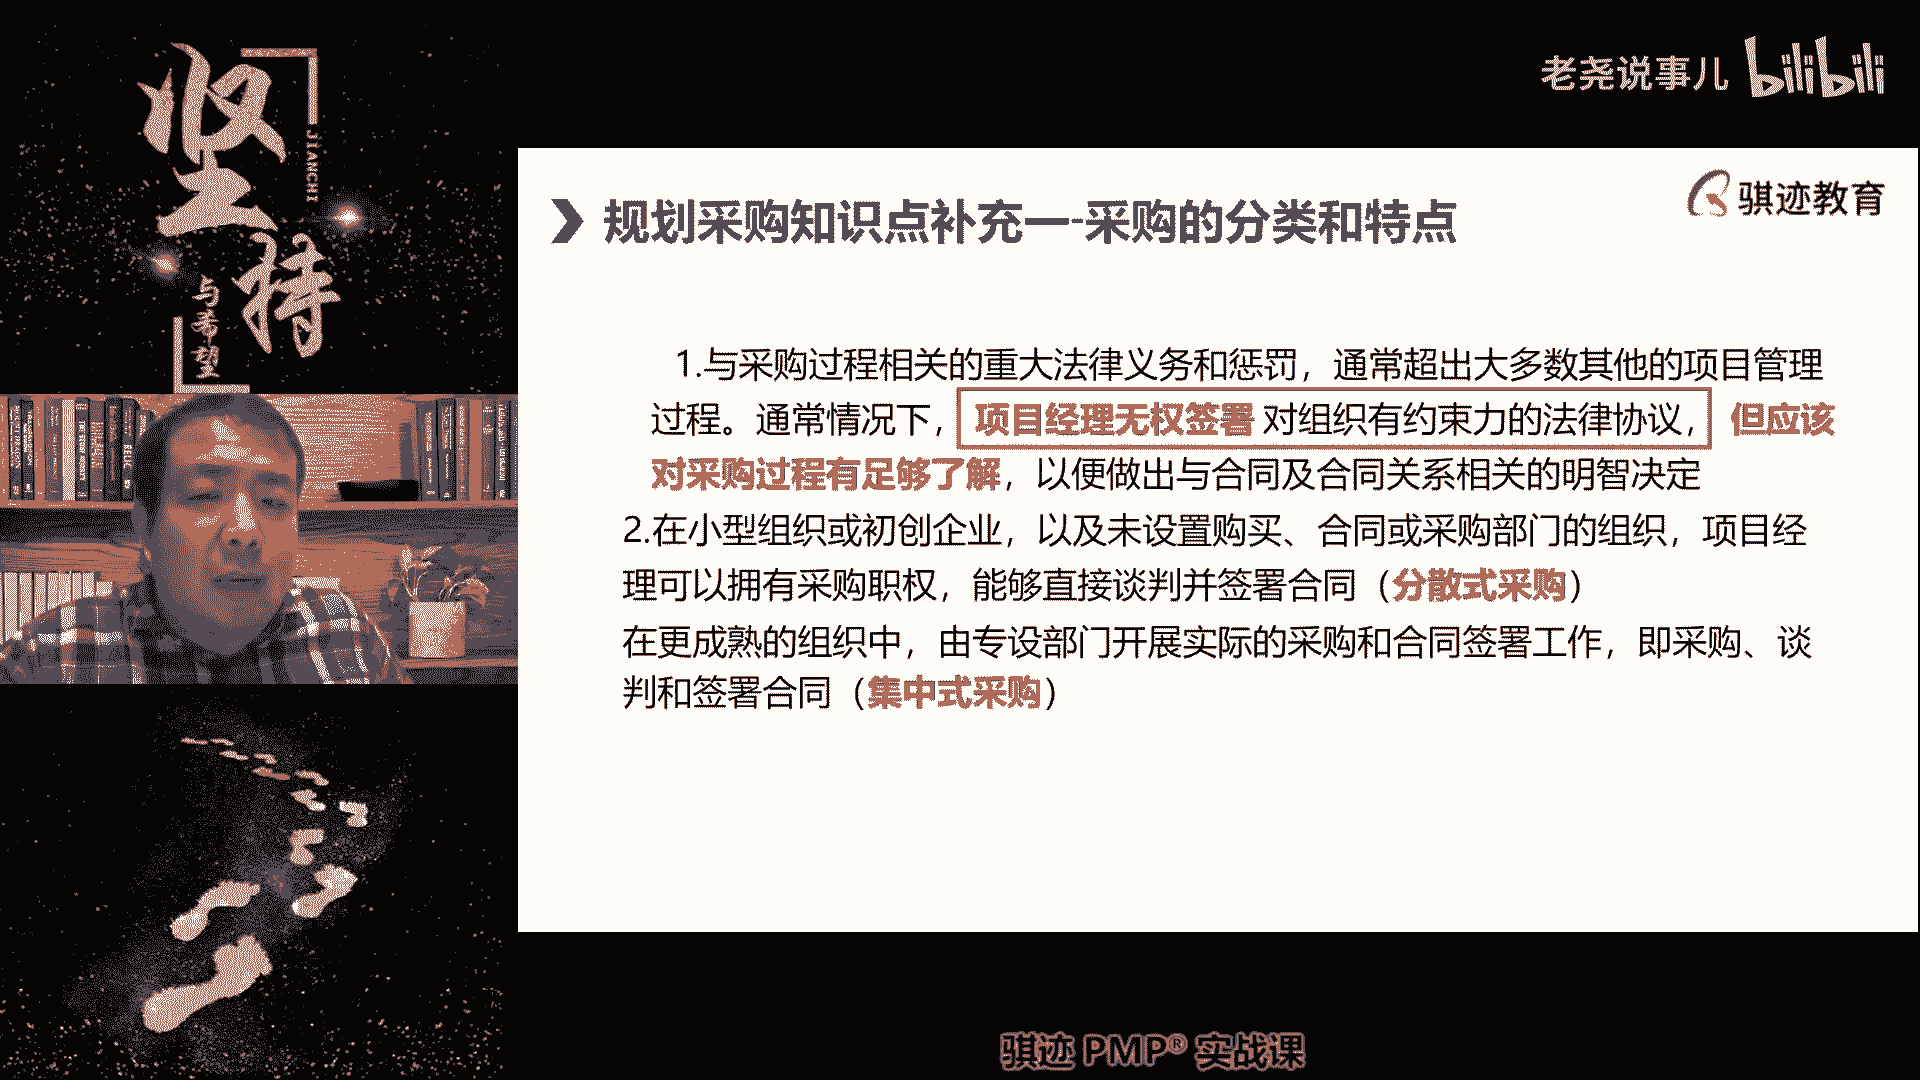 坚持
JIANCHI
与希望
老尧说事儿 bilibili
骐迹教育
规划采购知识点补充一-采购的分类和特点
1.与采购过程相关的重大法律义务和惩罚，通常超出大多数其他的项目管理
过程。通常情况下，项目经理无权签署 对组织有约束力的法律协议，但应该
对采购过程有足够了解，以便做出与合同及合同关系相关的明智决定
2.在小型组织或初创企业，以及未设置购买、合同或采购部门的组织，项目经
理可以拥有采购职权，能够直接谈判并签署合同（分散式采购）
在更成熟的组织中，由专设部门开展实际的采购和合同签署工作，即采购、谈
判和签署合同（集中式采购）
骐迹 PMP® 实战课